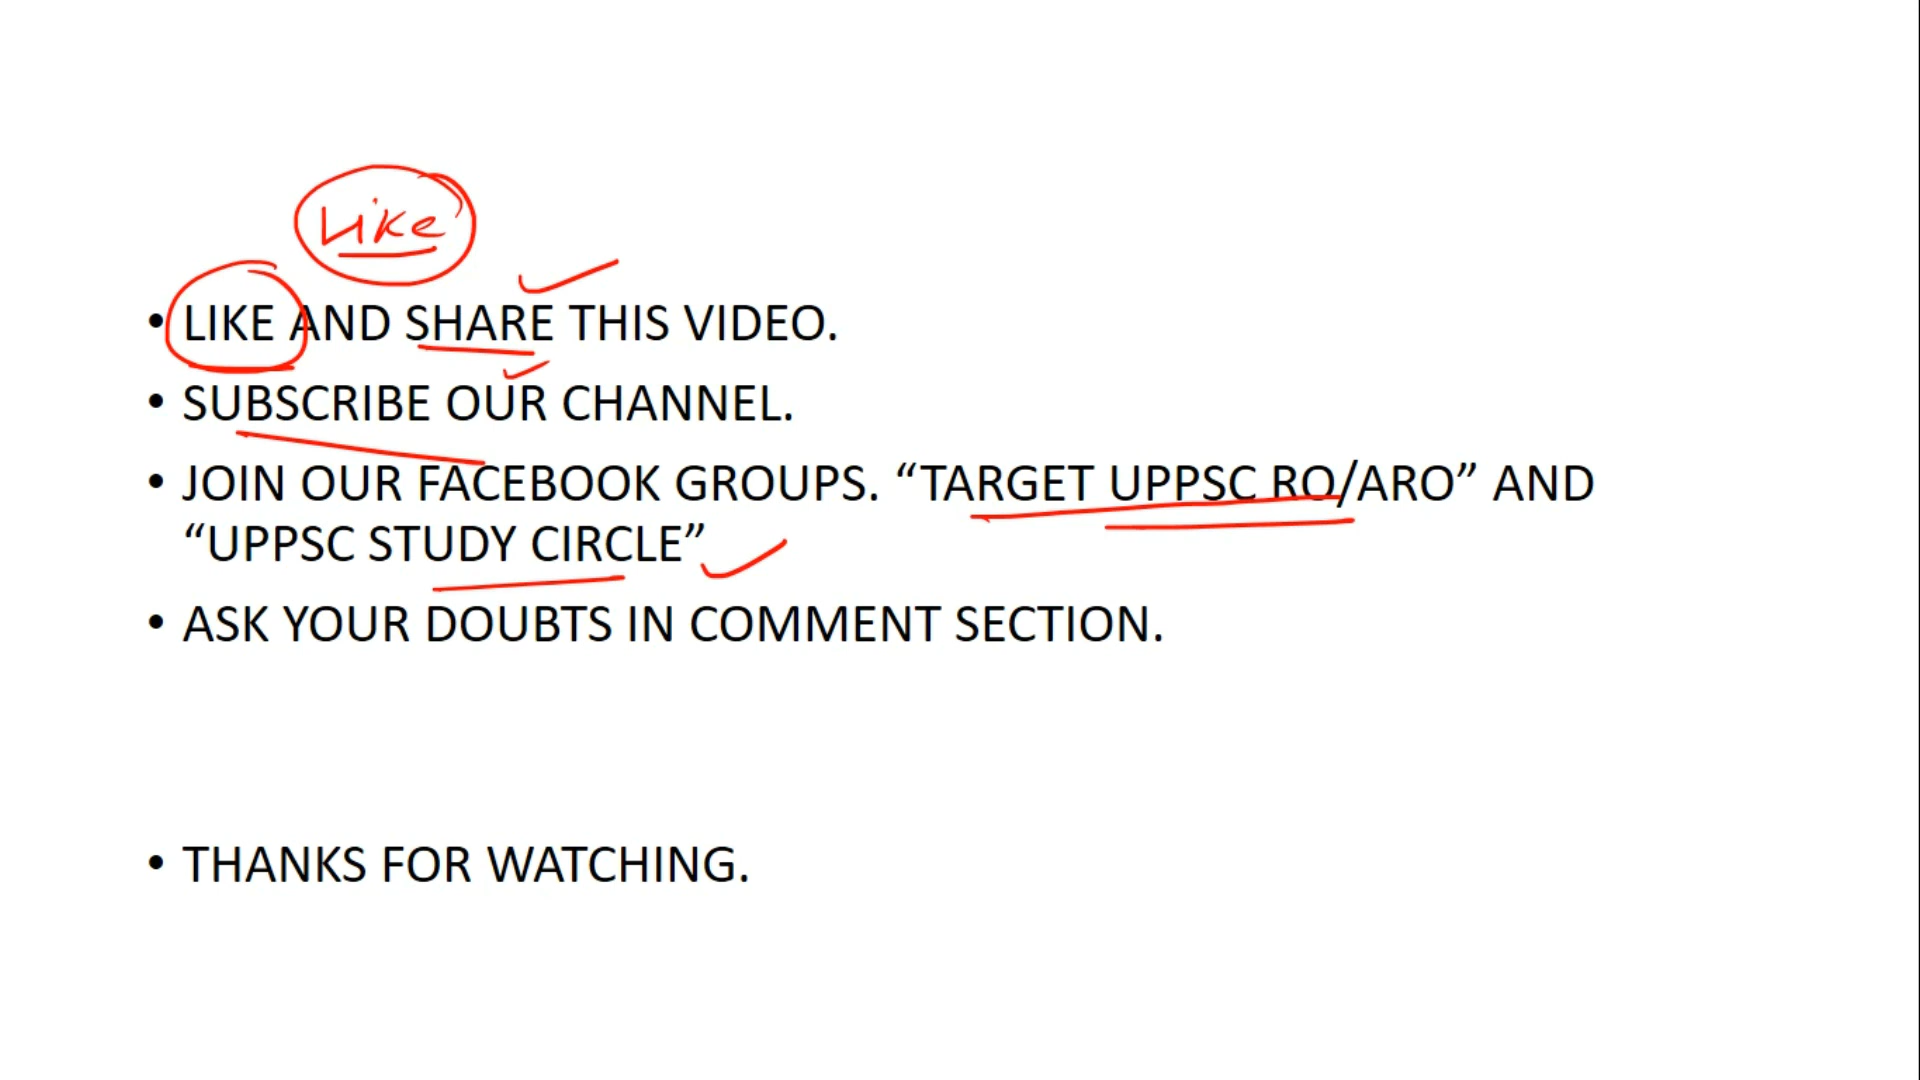 Like
• LIKE AND SHARE THIS VIDEO.
• SUBSCRIBE OUR CHANNEL.
• JOIN OUR FACEBOOK GROUPS. “TARGET UPPSC RO/ARO” AND
“UPPSC STUDY CIRCLE”
• ASK YOUR DOUBTS IN COMMENT SECTION.
• THANKS FOR WATCHING.